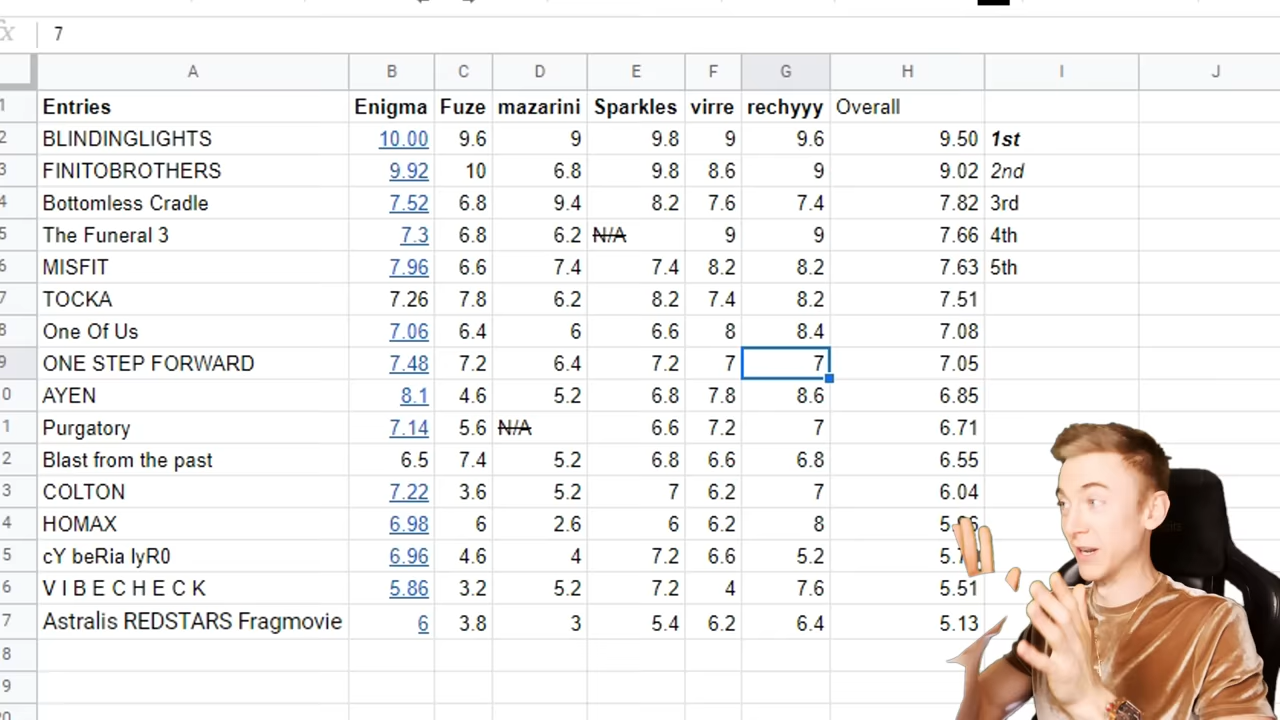 fx 7
A B C D E F G H I J
1 Entries Enigma Fuze mazarini Sparkles virre rechyyy Overall
2 BLINDINGLIGHTS 10.00 9.6 9 9.8 9 9.6 9.50 1st
3 FINITOBROTHERS 9.92 10 6.8 9.8 8.6 9 9.02 2nd
4 Bottomless Cradle 7.52 6.8 9.4 8.2 7.6 7.4 7.82 3rd
5 The Funeral 3 7.3 6.8 6.2 N/A 9 9 7.66 4th
6 MISFIT 7.96 6.6 7.4 7.4 8.2 8.2 7.63 5th
7 TOCKA 7.26 7.8 6.2 8.2 7.4 8.2 7.51
8 One Of Us 7.06 6.4 6 6.6 8 8.4 7.08
9 ONE STEP FORWARD 7.48 7.2 6.4 7.2 7 7 7.05
0 AYEN 8.1 4.6 5.2 6.8 7.8 8.6 6.85
1 Purgatory 7.14 5.6 N/A 6.6 7.2 7 6.71
2 Blast from the past 6.5 7.4 5.2 6.8 6.6 6.8 6.55
3 COLTON 7.22 3.6 5.2 7 6.2 7 6.04
4 HOMAX 6.98 6 2.6 6 6.2 8
5 cY beRia lyR0 6.96 4.6 4 7.2 6.6 5.2
6 V I B E C H E C K 5.86 3.2 5.2 7.2 4 7.6 5.51
7 Astralis REDSTARS Fragmovie 6 3.8 3 5.4 6.2 6.4 5.13
8
9
20